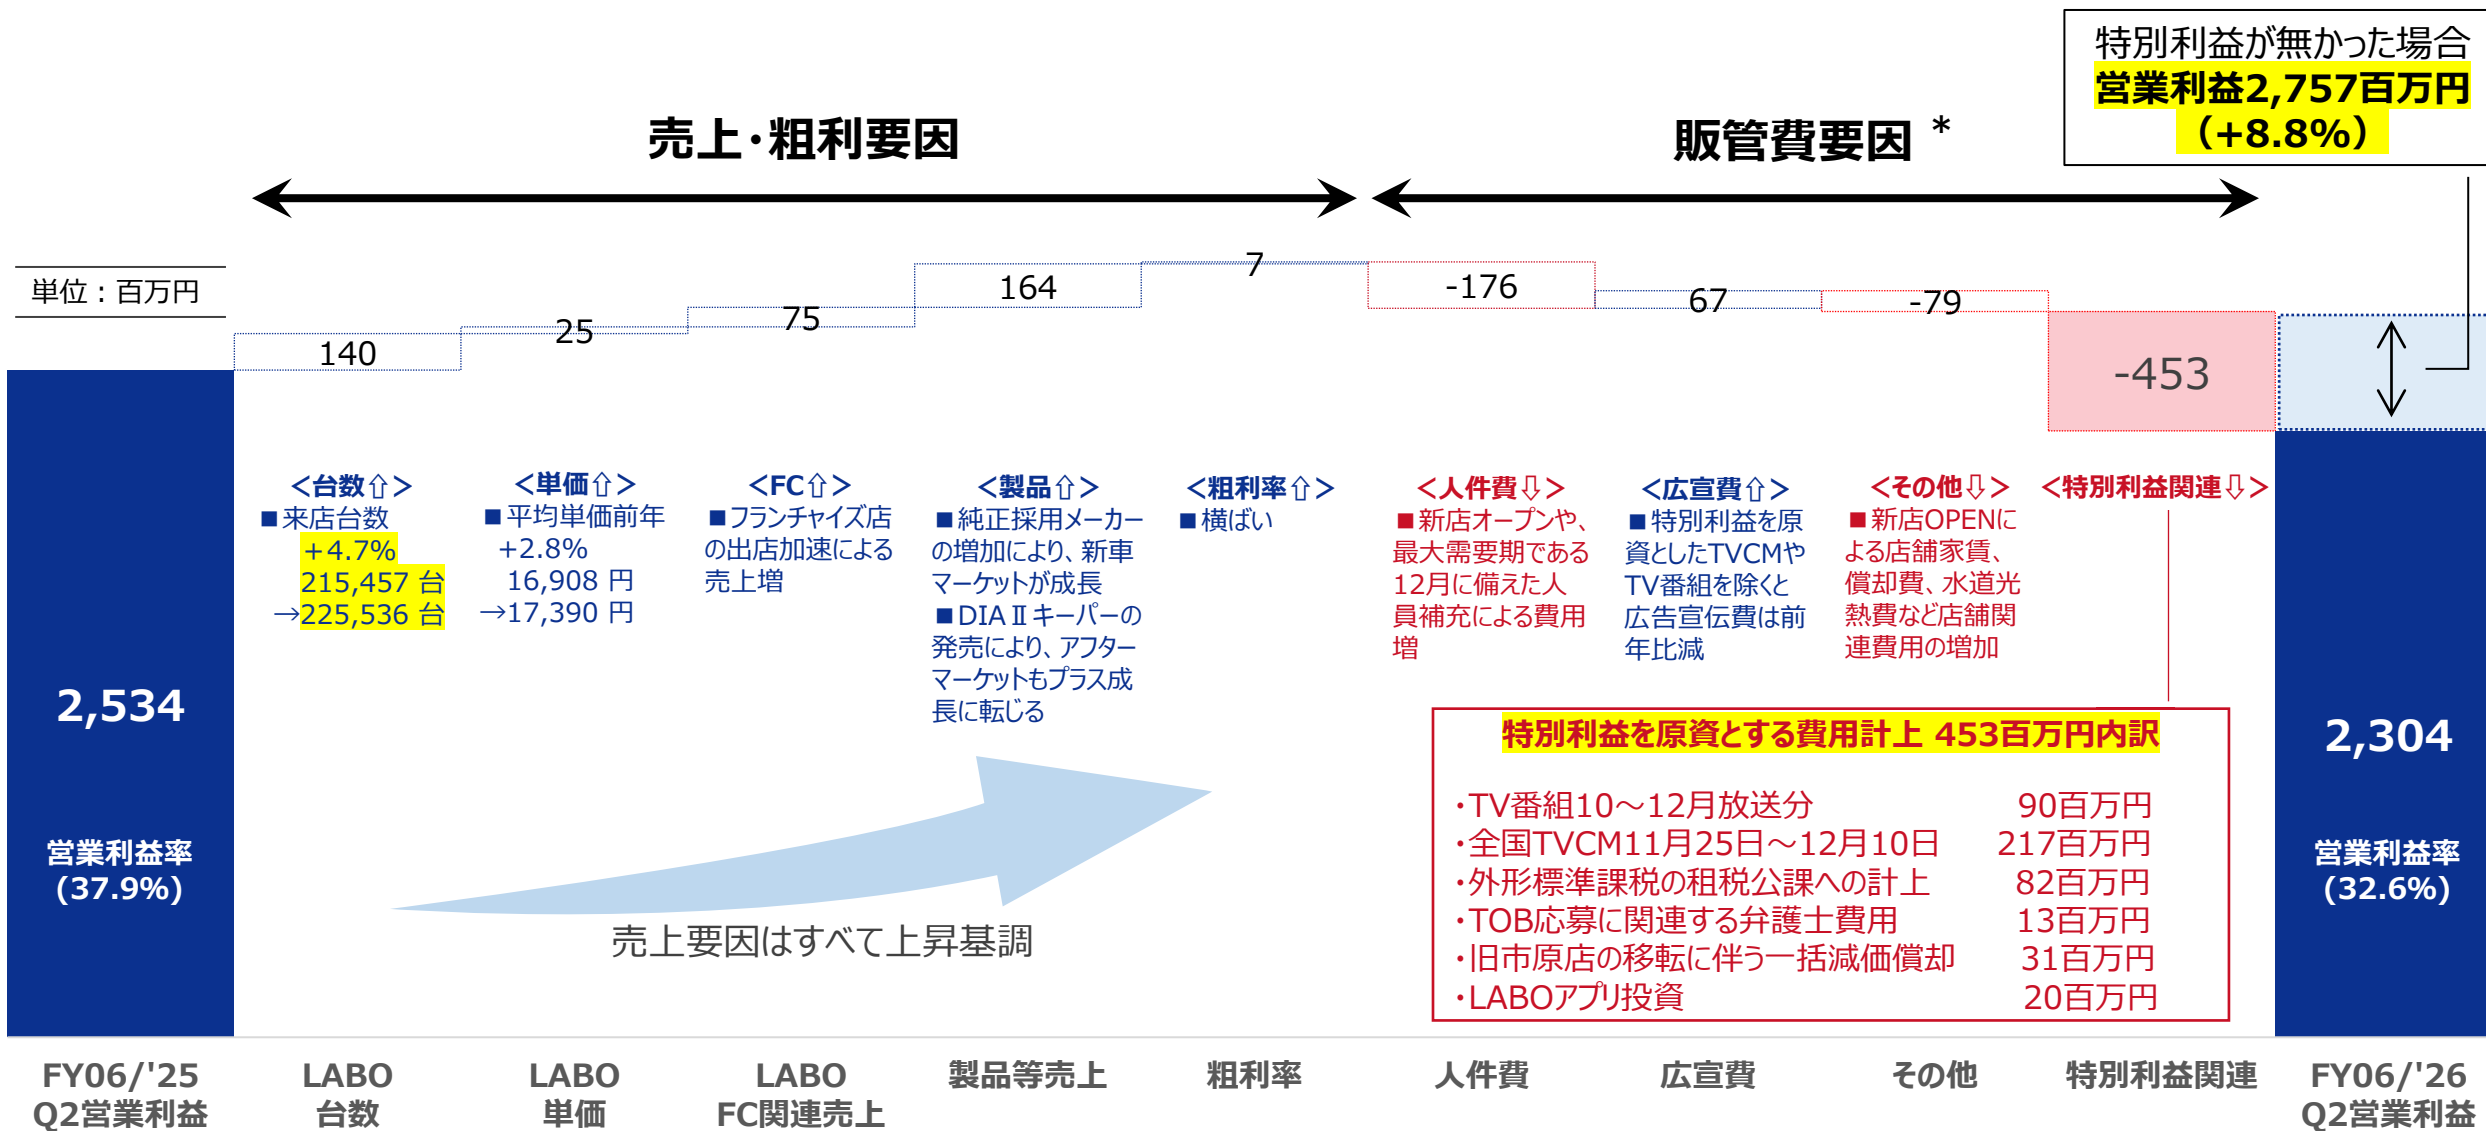 特別利益が無かった場合
営業利益2,757百万円
(+8.8%)
売上・粗利要因
販管費要因 *
単位：百万円
140
25
75
164
7
-176
67
-79
-453
＜台数⇧＞
■来店台数
+4.7%
215,457 台
→225,536 台
＜単価⇧＞
■平均単価前年
+2.8%
16,908 円
→17,390 円
＜FC⇧＞
■フランチャイズ店
の出店加速による
売上増
＜製品⇧＞
■純正採用メーカー
の増加により、新車
マーケットが成長
■DIAⅡキーパーの
発売により、アフター
マーケットもプラス成
長に転じる
＜粗利率⇧＞
■横ばい
＜人件費⇩＞
■新店オープンや、
最大需要期である
12月に備えた人
員補充による費用
増
＜広宣費⇧＞
■特別利益を原
資としたTVCMや
TV番組を除くと
広告宣伝費は前
年比減
＜その他⇩＞
■新店OPENに
よる店舗家賃、
償却費、水道光
熱費など店舗関
連費用の増加
＜特別利益関連⇩＞
2,534
営業利益率
(37.9%)
売上要因はすべて上昇基調
特別利益を原資とする費用計上 453百万円内訳
・TV番組10～12月放送分 90百万円
・全国TVCM11月25日～12月10日 217百万円
・外形標準課税の租税公課への計上 82百万円
・TOB応募に関連する弁護士費用 13百万円
・旧市原店の移転に伴う一括減価償却 31百万円
・LABOアプリ投資 20百万円
2,304
営業利益率
(32.6%)
FY06/'25
Q2営業利益
LABO
台数
LABO
単価
LABO
FC関連売上
製品等売上
粗利率
人件費
広宣費
その他
特別利益関連
FY06/'26
Q2営業利益